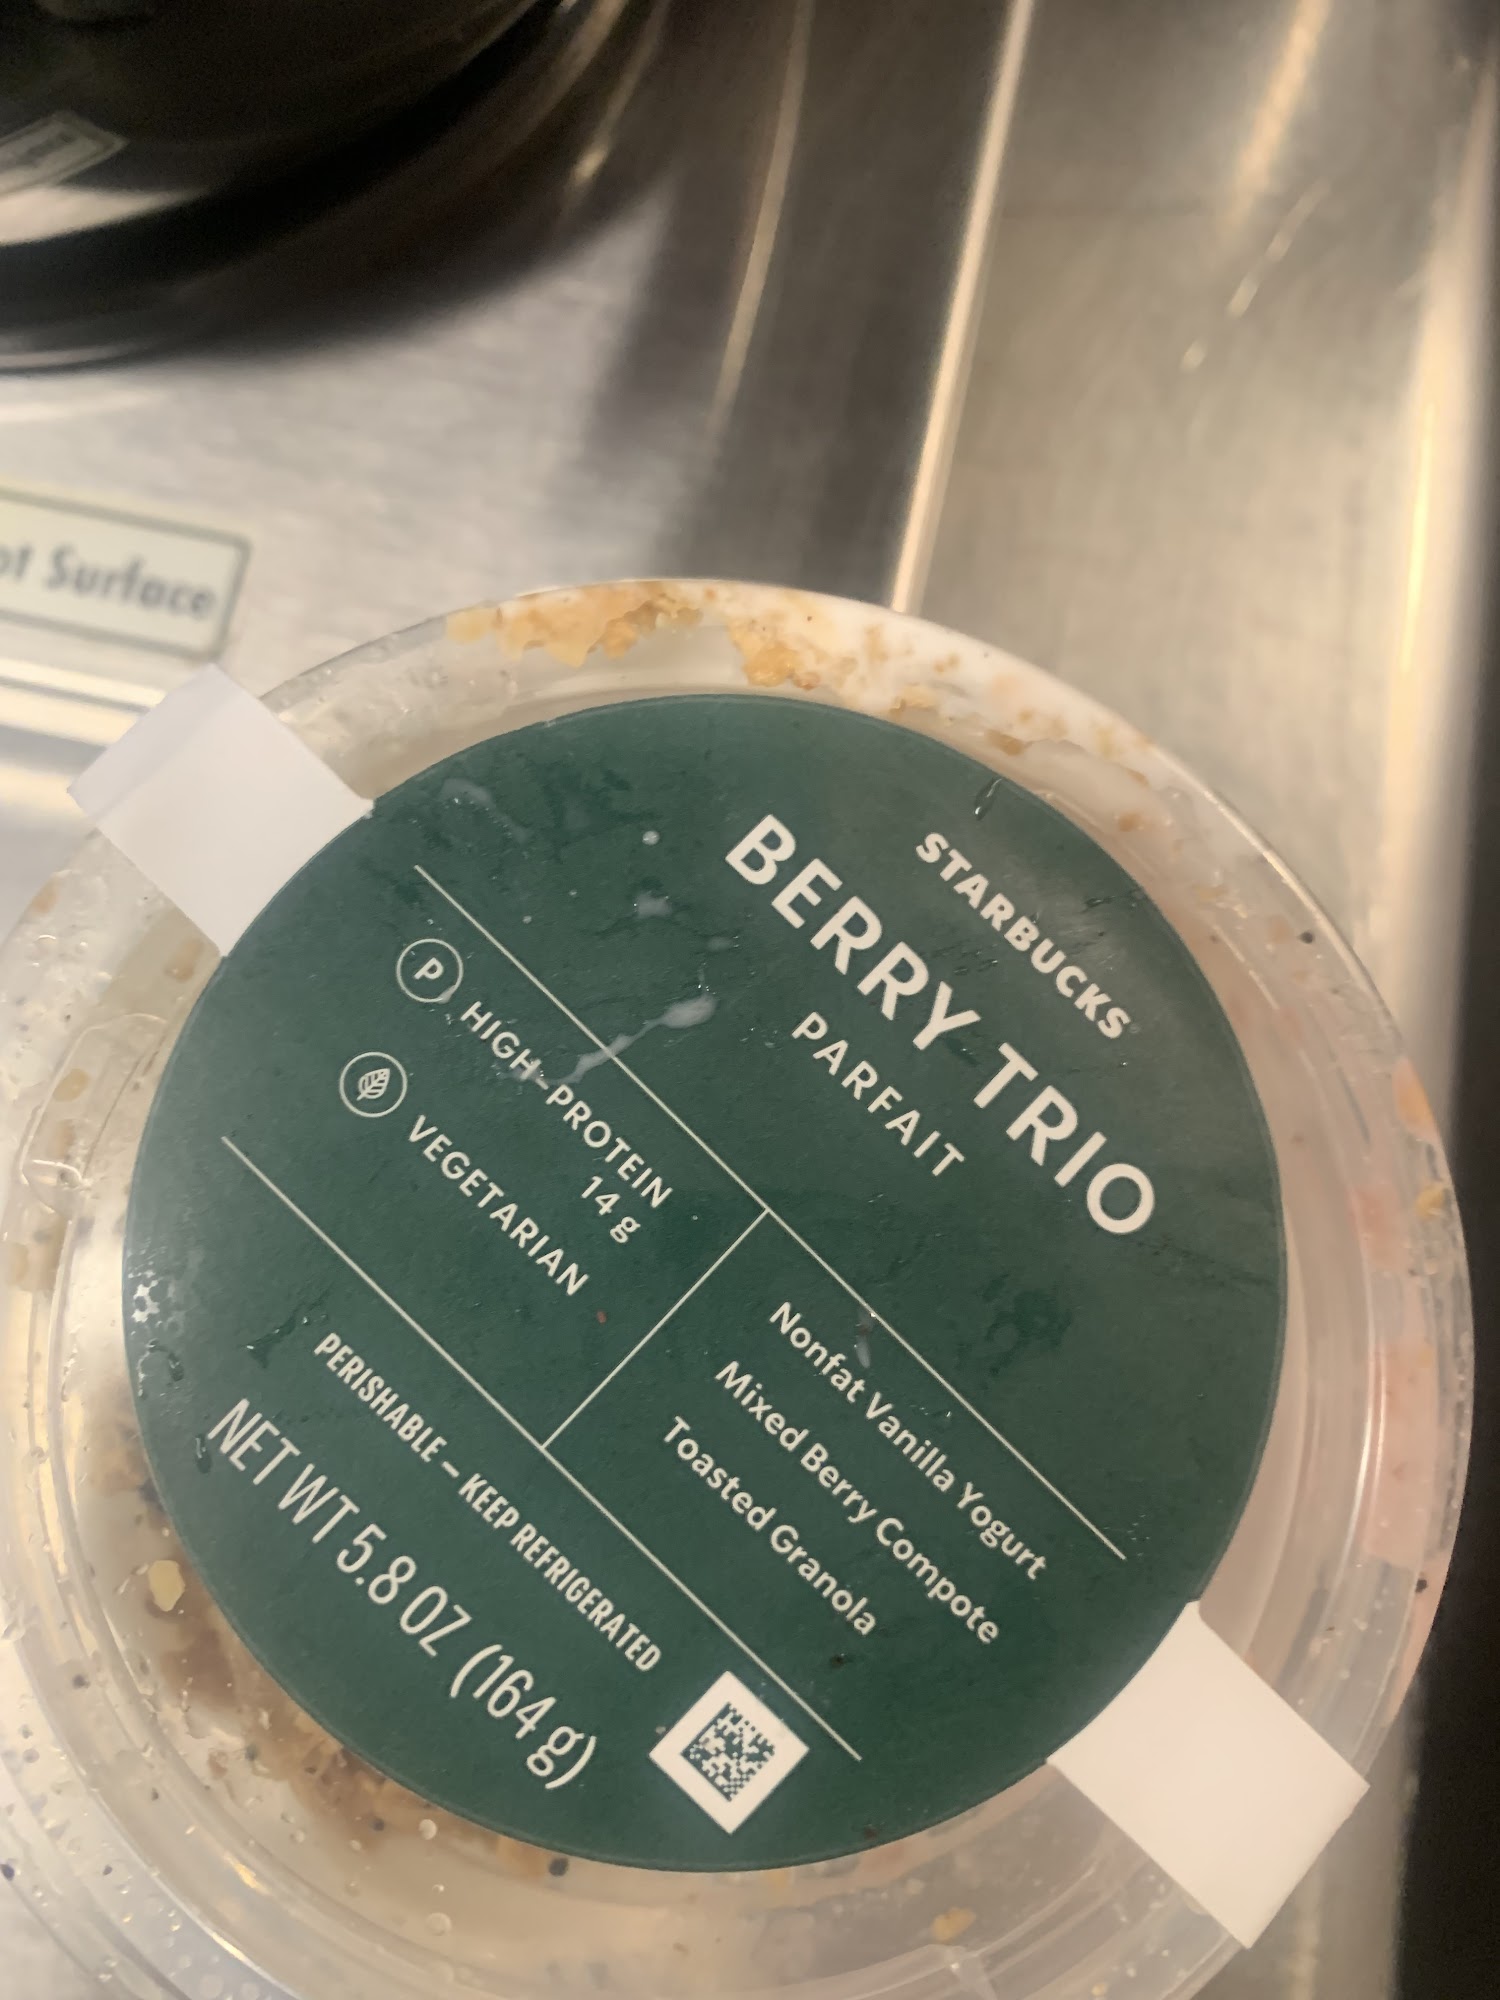 ot Surface
STARBUCKS®
BERRY TRIO
PARFAIT
P HIGH-PROTEIN
14 g
VEGETARIAN
Nonfat Vanilla Yogurt
Mixed Berry Compote
Toasted Granola
PERISHABLE – KEEP REFRIGERATED
NET WT 5.8 OZ (164 g)